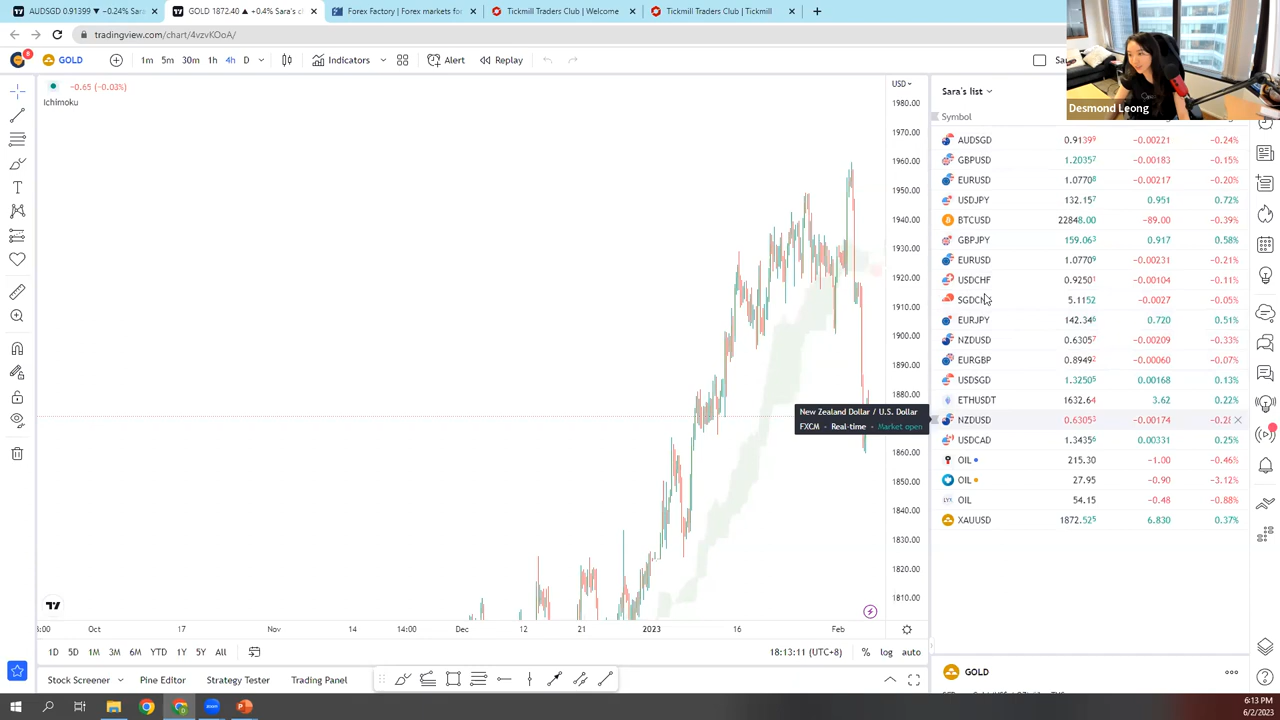 AUDSGD 0.91399 ▼ −0.24% Sara's
GOLD 1872.40 ▲ +0.4% Sara's c
Forex Factory | Forex markets fo
Tickmill Traders Club | Welcome
Tickmill Traders Club | Tickmill
tradingview.com/chart/4vzvKOoA/
8
GOLD
1m 5m 30m 1h 4h D
Indicators
Alert
Replay
Sa
Desmond Leong
−0.65 (−0.03%)
Ichimoku
USD
1980.00
1970.00
1960.00
1950.00
1940.00
1930.00
1920.00
1910.00
1900.00
1890.00
1880.00
1860.00
1850.00
1840.00
1830.00
1820.00
1810.00
New Zealand Dollar / U.S. Dollar
FXCM - Real-time - Market open
Oct 17 Nov 14 14:00 Dec 12 21 2023 16 Feb
1D 5D 1M 3M 6M YTD 1Y 5Y All
18:13:11 (UTC+8) % log auto
Stock Screener Pine Editor Strategy Tester Trading Panel
Sara's list
Symbol
AUDSGD 0.91399 −0.00221 −0.24%
GBPUSD 1.20357 −0.00183 −0.15%
EURUSD 1.07708 −0.00217 −0.20%
USDJPY 132.157 0.951 0.72%
BTCUSD 22848.00 −89.00 −0.39%
GBPJPY 159.063 0.917 0.58%
EURUSD 1.07709 −0.00231 −0.21%
USDCHF 0.92501 −0.00104 −0.11%
SGDCN 5.1152 −0.0027 −0.05%
EURJPY 142.346 0.720 0.51%
NZDUSD 0.63057 −0.00209 −0.33%
EURGBP 0.89492 −0.00060 −0.07%
USDSGD 1.32505 0.00168 0.13%
ETHUSDT 1632.64 3.62 0.22%
NZDUSD 0.63053 −0.00174
USDCAD 1.34356 0.00331 0.25%
OIL 215.30 −1.00 −0.46%
OIL 27.95 −0.90 −3.12%
OIL 54.15 −0.48 −0.88%
XAUUSD 1872.525 6.830 0.37%
GOLD
6:13 PM
6/2/2023